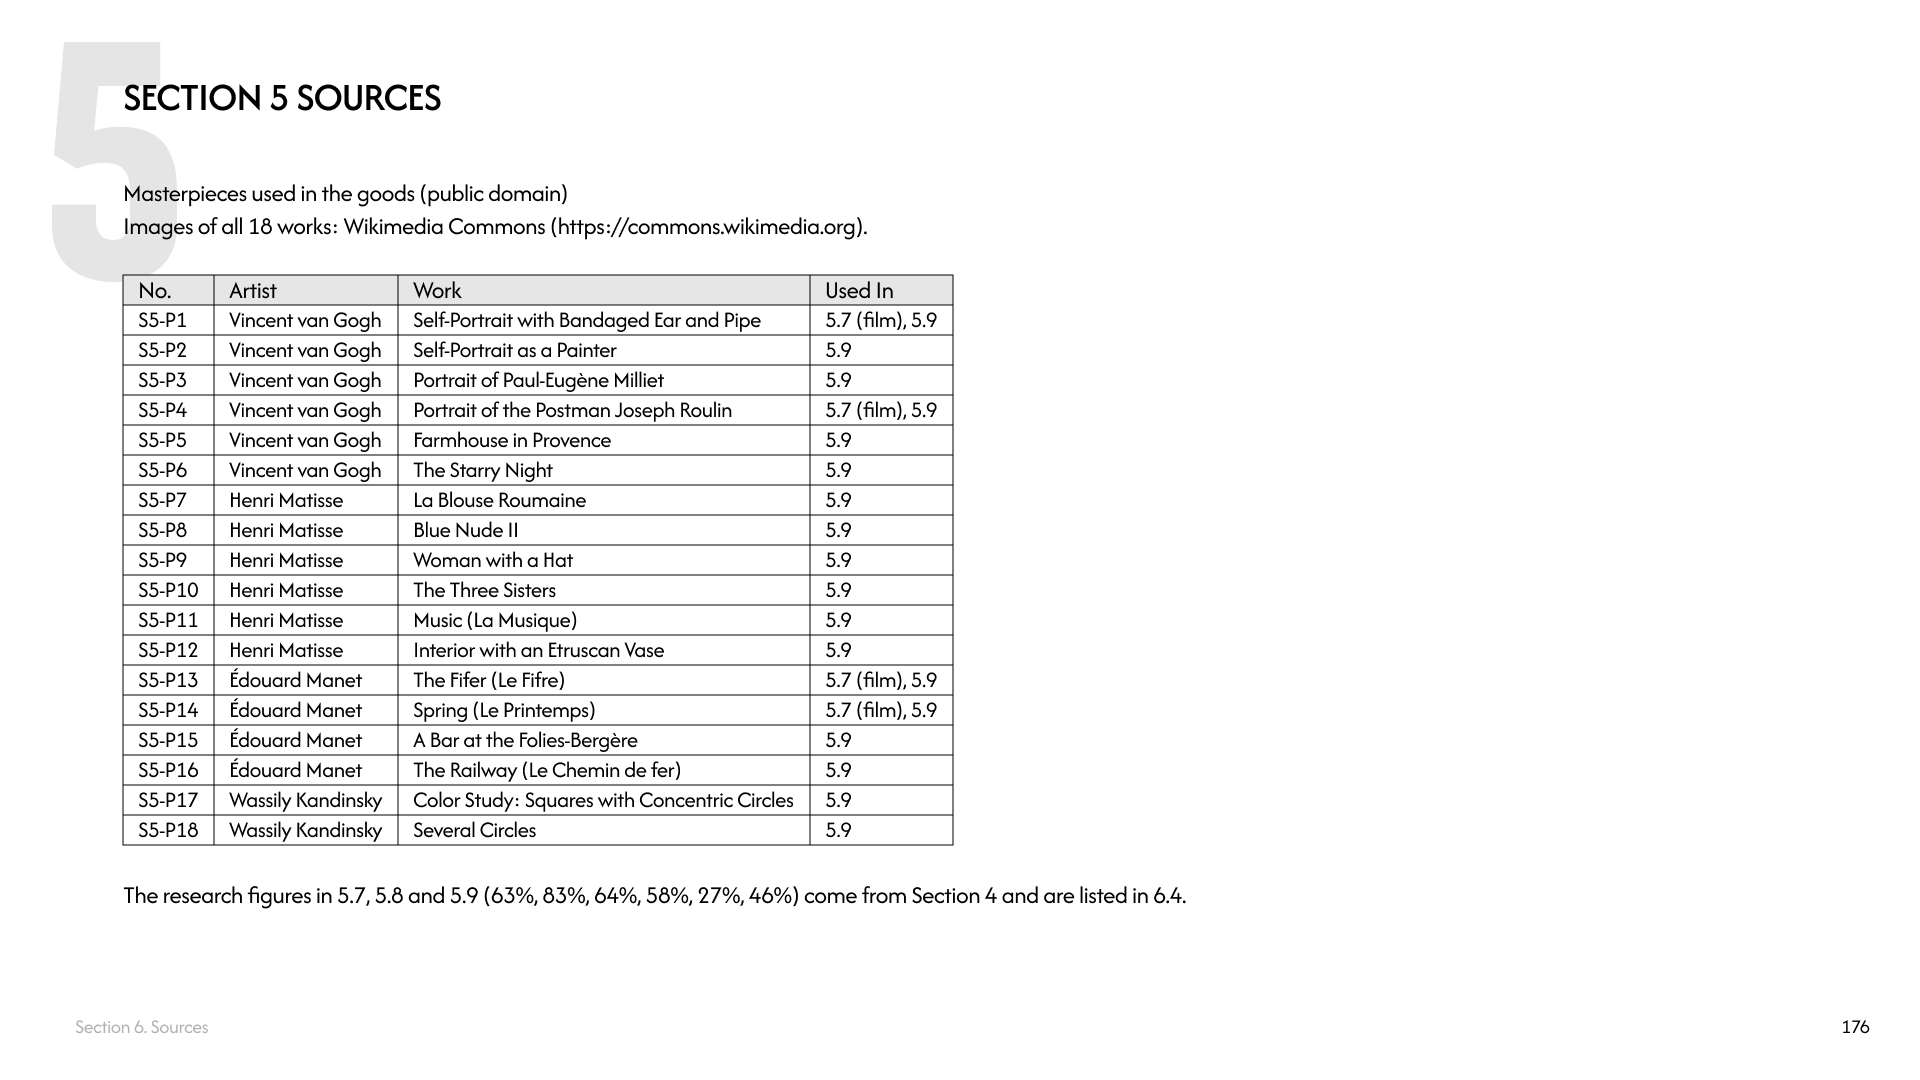 5
SECTION 5 SOURCES
Masterpieces used in the goods (public domain)
Images of all 18 works: Wikimedia Commons (https://commons.wikimedia.org).
No. Artist Work Used In
S5-P1 Vincent van Gogh Self-Portrait with Bandaged Ear and Pipe 5.7 (film), 5.9
S5-P2 Vincent van Gogh Self-Portrait as a Painter 5.9
S5-P3 Vincent van Gogh Portrait of Paul-Eugène Milliet 5.9
S5-P4 Vincent van Gogh Portrait of the Postman Joseph Roulin 5.7 (film), 5.9
S5-P5 Vincent van Gogh Farmhouse in Provence 5.9
S5-P6 Vincent van Gogh The Starry Night 5.9
S5-P7 Henri Matisse La Blouse Roumaine 5.9
S5-P8 Henri Matisse Blue Nude II 5.9
S5-P9 Henri Matisse Woman with a Hat 5.9
S5-P10 Henri Matisse The Three Sisters 5.9
S5-P11 Henri Matisse Music (La Musique) 5.9
S5-P12 Henri Matisse Interior with an Etruscan Vase 5.9
S5-P13 Édouard Manet The Fifer (Le Fifre) 5.7 (film), 5.9
S5-P14 Édouard Manet Spring (Le Printemps) 5.7 (film), 5.9
S5-P15 Édouard Manet A Bar at the Folies-Bergère 5.9
S5-P16 Édouard Manet The Railway (Le Chemin de fer) 5.9
S5-P17 Wassily Kandinsky Color Study: Squares with Concentric Circles 5.9
S5-P18 Wassily Kandinsky Several Circles 5.9
The research figures in 5.7, 5.8 and 5.9 (63%, 83%, 64%, 58%, 27%, 46%) come from Section 4 and are listed in 6.4.
Section 6. Sources
176